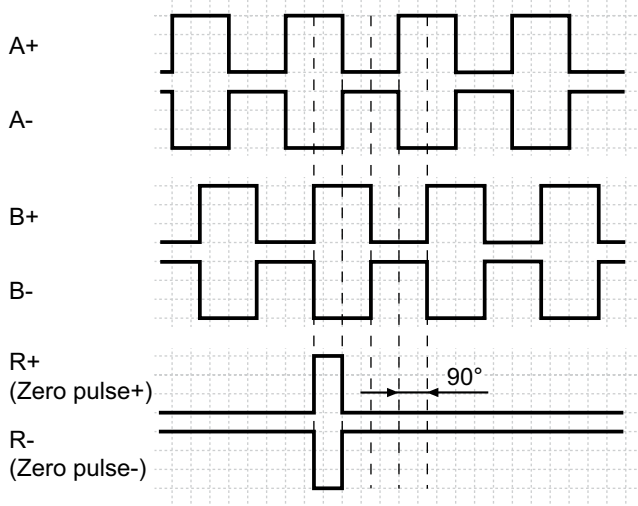 A+
A-
B+
B-
R+
(Zero pulse+)
90°
R-
(Zero pulse-)